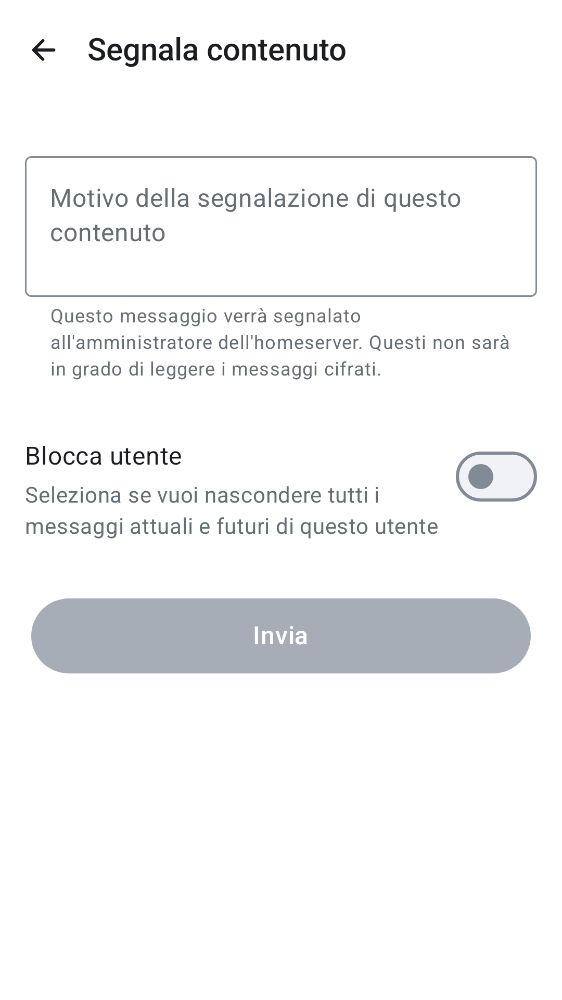 Segnala contenuto
Motivo della segnalazione di questo
contenuto
Questo messaggio verrà segnalato
all'amministratore dell'homeserver. Questi non sarà
in grado di leggere i messaggi cifrati.
Blocca utente
Seleziona se vuoi nascondere tutti i
messaggi attuali e futuri di questo utente
Invia